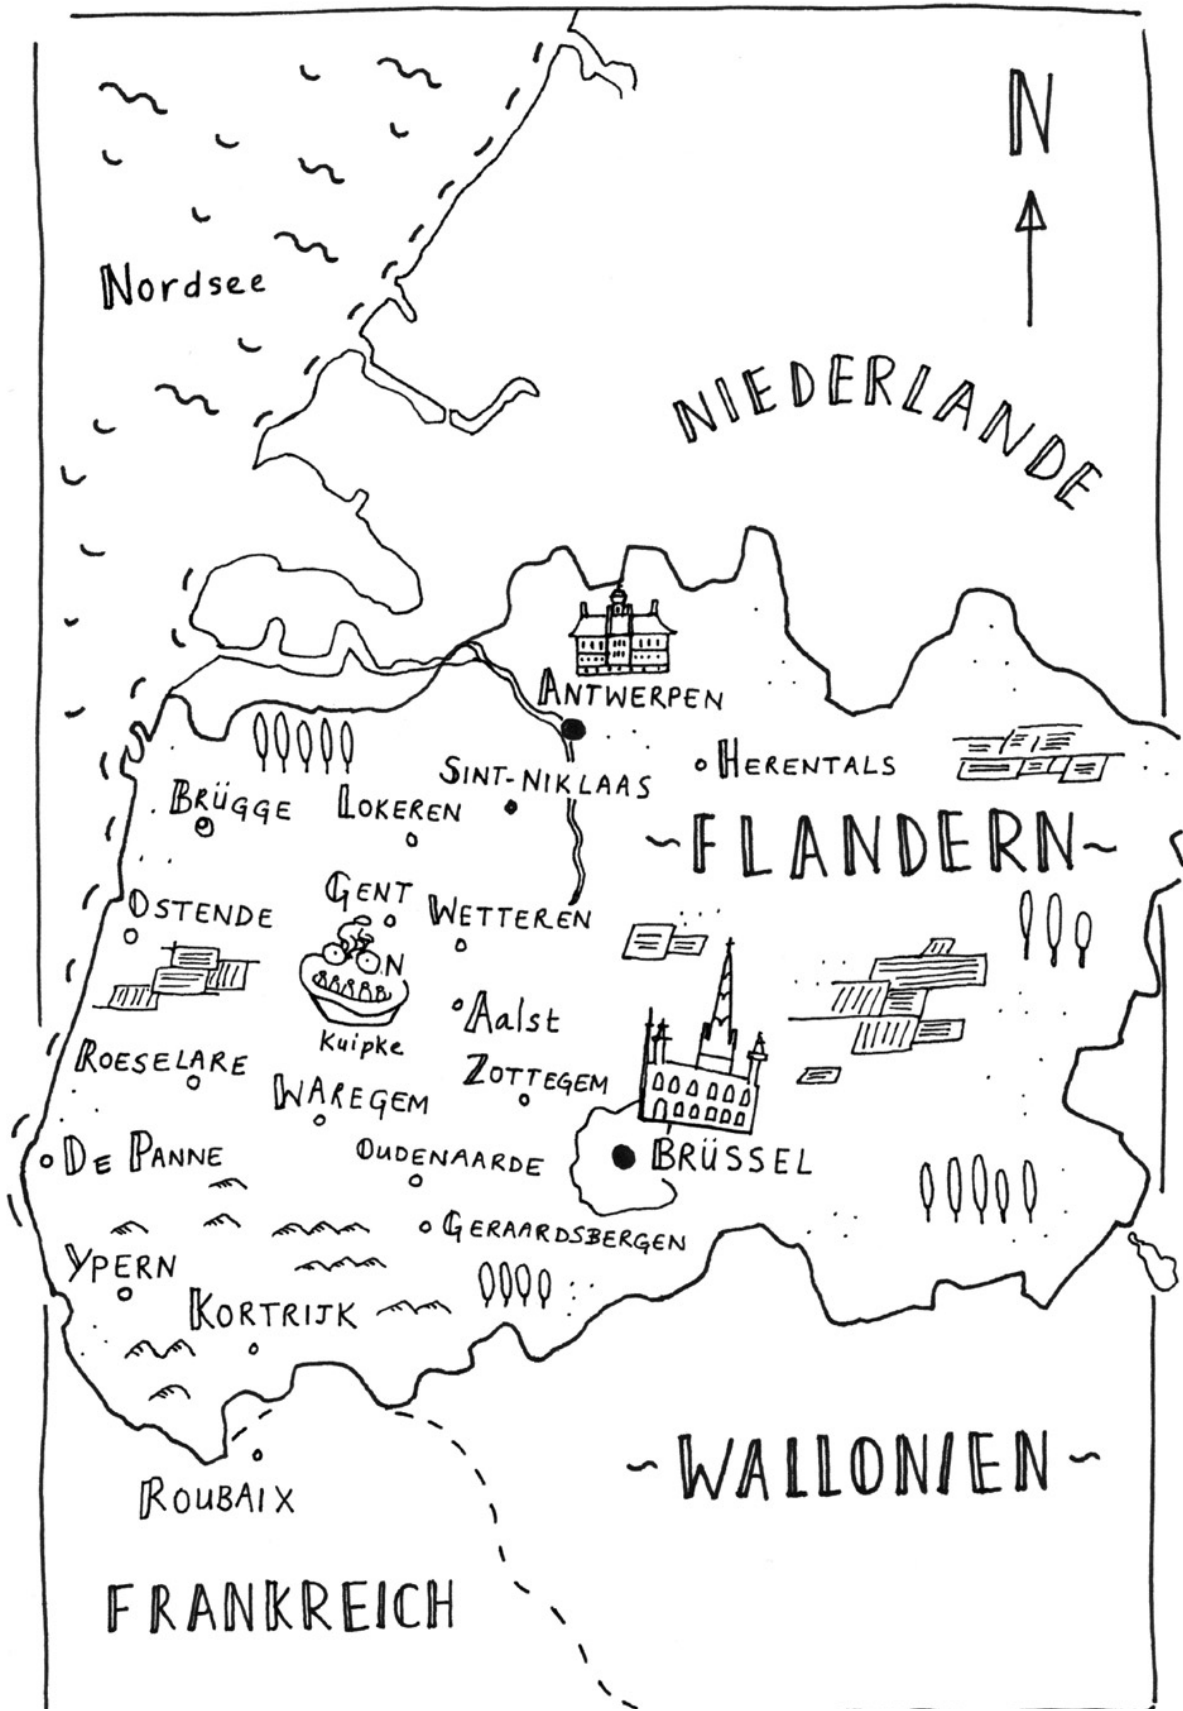 N
Nordsee
NIEDERLANDE
ANTWERPEN
SINT-NIKLAAS
HERENTALS
BRÜGGE
LOKEREN
~FLANDERN~
GENT
OSTENDE
WETTEREN
N
Aalst
Kuipke
ROESELARE
ZOTTEGEM
WAREGEM
DE PANNE
OUDENAARDE
BRÜSSEL
GERAARDSBERGEN
YPERN
KORTRIJK
~WALLONIEN~
ROUBAIX
FRANKREICH